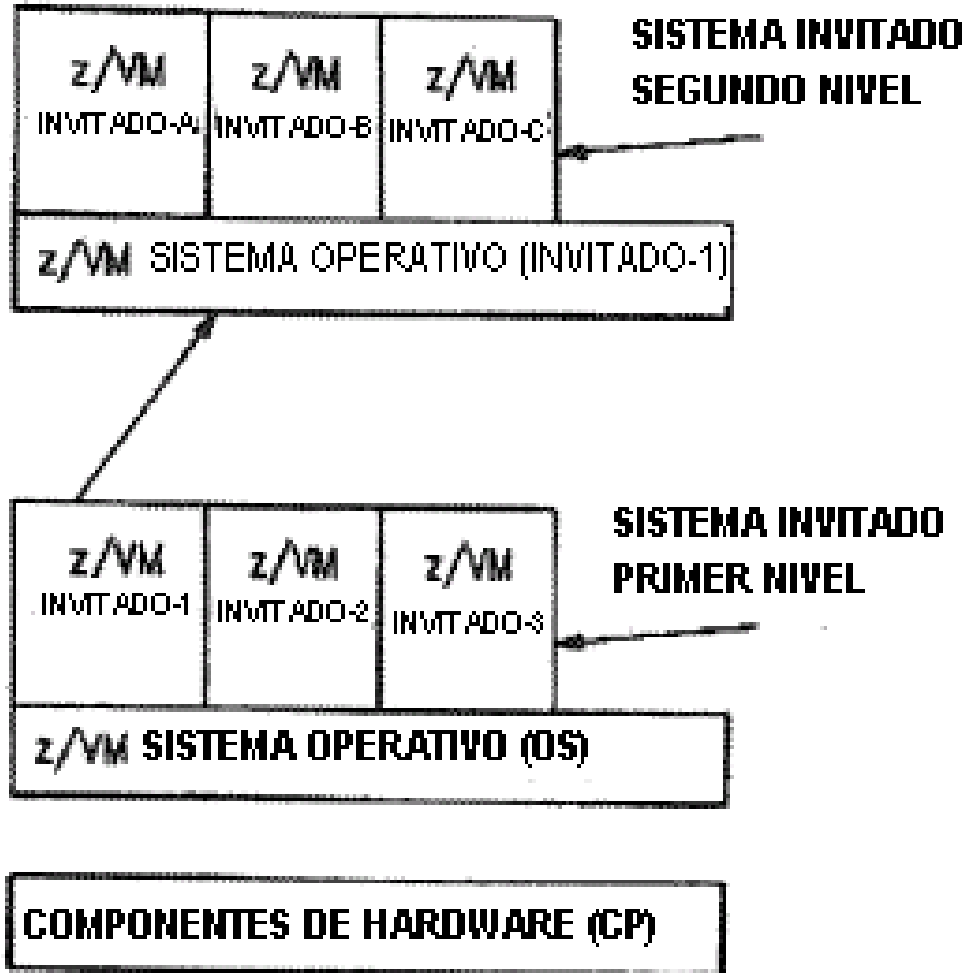 z/VM
INVITADO-A
z/VM
INVITADO-B
z/VM
INVITADO-C
SISTEMA INVITADO
SEGUNDO NIVEL
z/VM SISTEMA OPERATIVO (INVITADO-1)
z/VM
INVITADO-1
z/VM
INVITADO-2
z/VM
INVITADO-3
SISTEMA INVITADO
PRIMER NIVEL
z/VM SISTEMA OPERATIVO (OS)
COMPONENTES DE HARDWARE (CP)